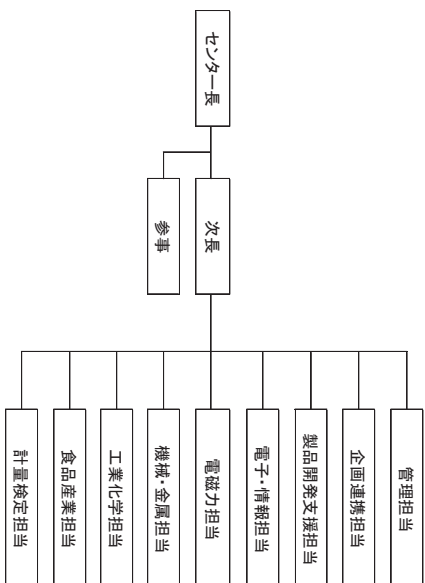 センター長
次長
参事
管理担当
企画連携担当
製品開発支援担当
電子・情報担当
電磁力担当
機械・金属担当
工業化学担当
食品産業担当
計量検定担当